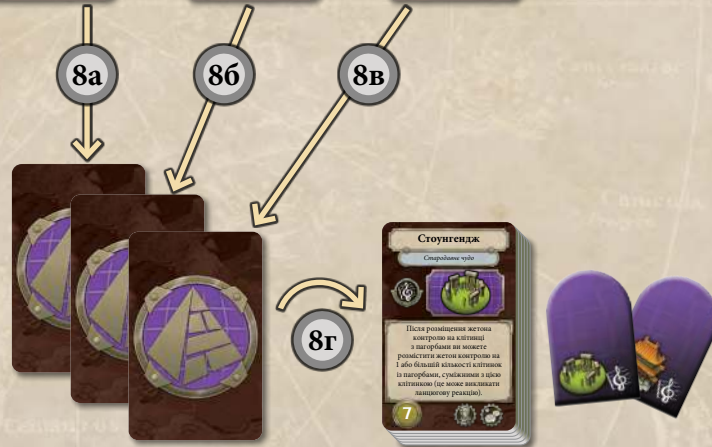 8а
8б
8в
8г
Стоунгендж
Стародавнє чудо
Після розміщення жетона
контролю на клітинці
з пагорбами ви можете
розмістити жетон контролю на
1 або більшій кількості клітинок
із пагорбами, суміжними з цією
клітинкою (це може викликати
ланцюгову реакцію).
7